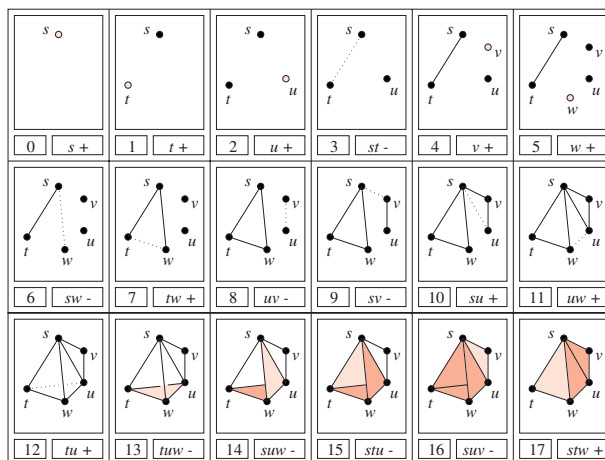 s s s s s s
v v
t t u t u t u t u t w u
0 s + 1 t + 2 u + 3 st - 4 v + 5 w +
s s s s s s
v v v v v v
u u u u u u
t w t w t w t w t w t w
6 sw - 7 tw + 8 uv - 9 sv - 10 su + 11 uw +
s s s s s s
v v v v v v
u u u u u u
t w t w t w t w t w t w
12 tu + 13 tuw - 14 suw - 15 stu - 16 suv - 17 stw +